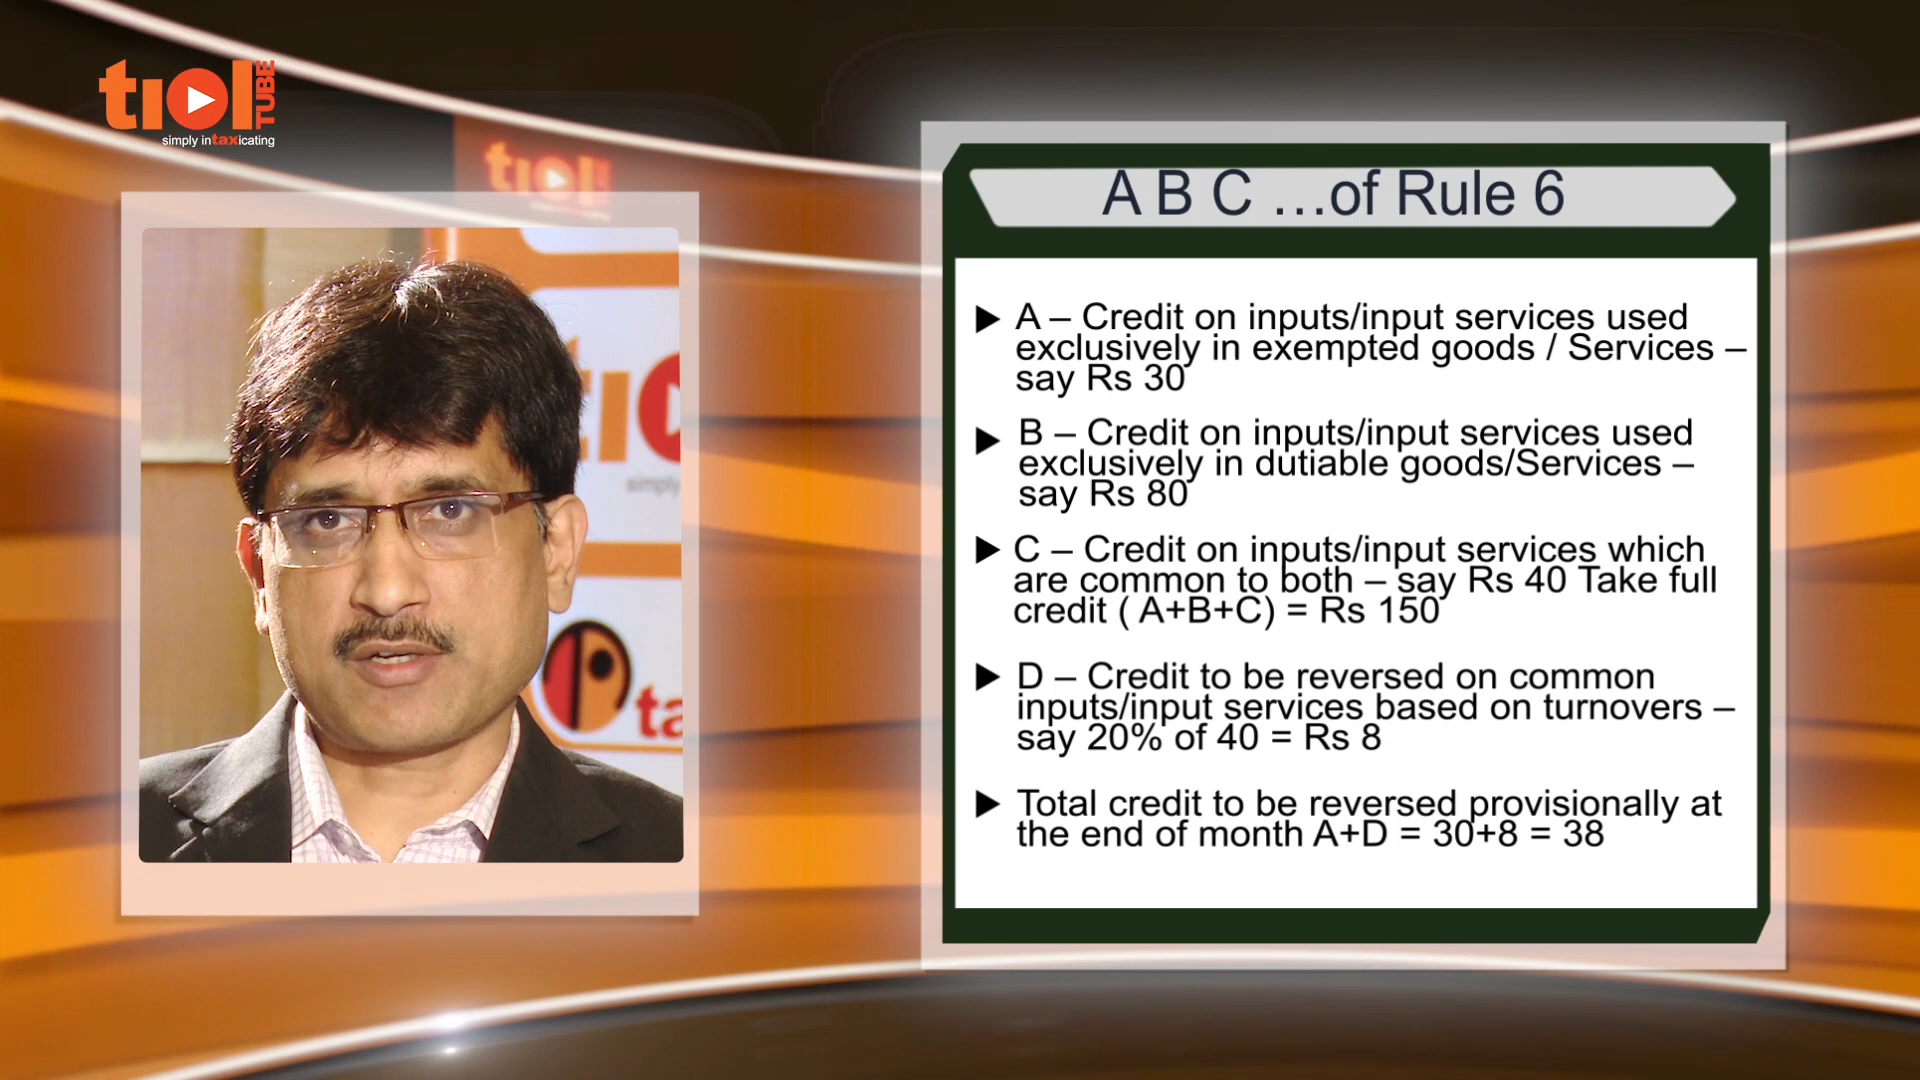 tiol TUBE
simply intaxicating
tiol
tio
simply
ta
A B C ...of Rule 6
A – Credit on inputs/input services used
exclusively in exempted goods / Services –
say Rs 30
B – Credit on inputs/input services used
exclusively in dutiable goods/Services –
say Rs 80
C – Credit on inputs/input services which
are common to both – say Rs 40 Take full
credit ( A+B+C) = Rs 150
D – Credit to be reversed on common
inputs/input services based on turnovers –
say 20% of 40 = Rs 8
Total credit to be reversed provisionally at
the end of month A+D = 30+8 = 38